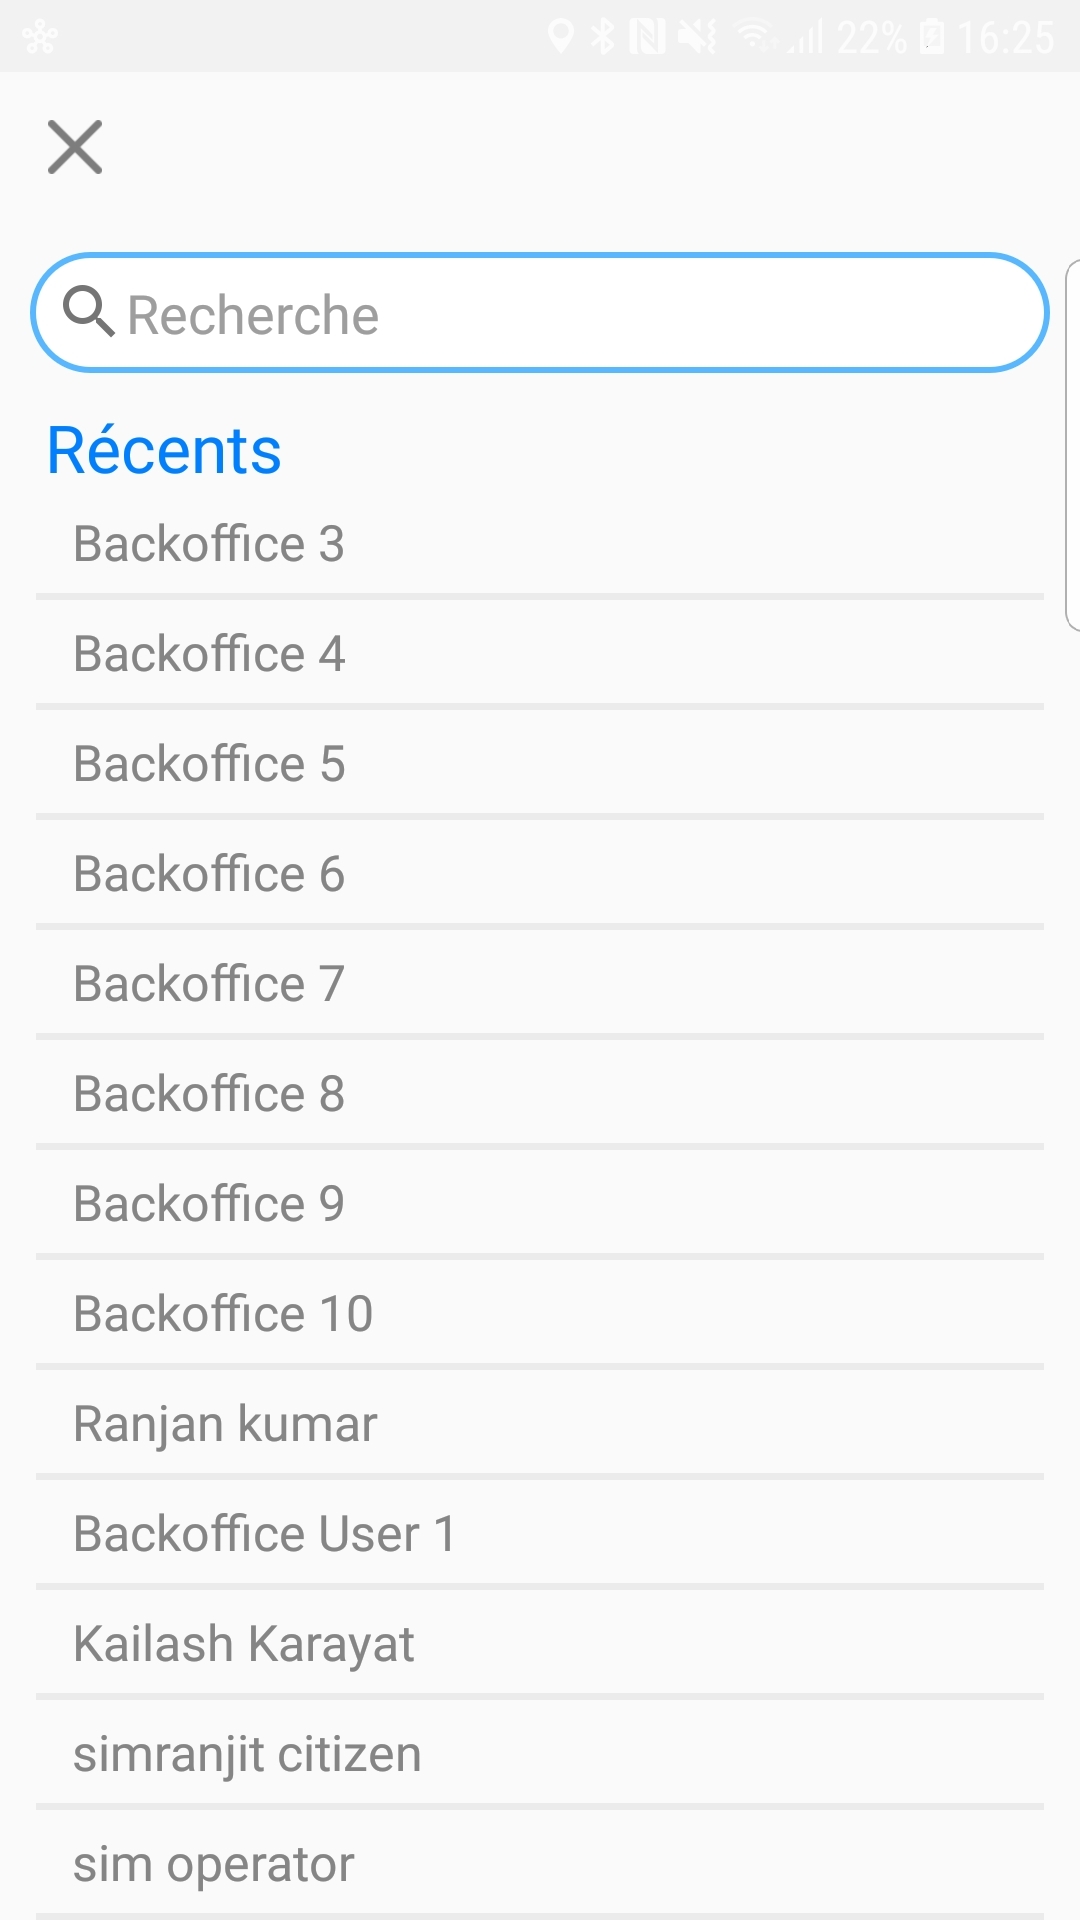 22% 16:25
Recherche
Récents
Backoffice 3
Backoffice 4
Backoffice 5
Backoffice 6
Backoffice 7
Backoffice 8
Backoffice 9
Backoffice 10
Ranjan kumar
Backoffice User 1
Kailash Karayat
simranjit citizen
sim operator